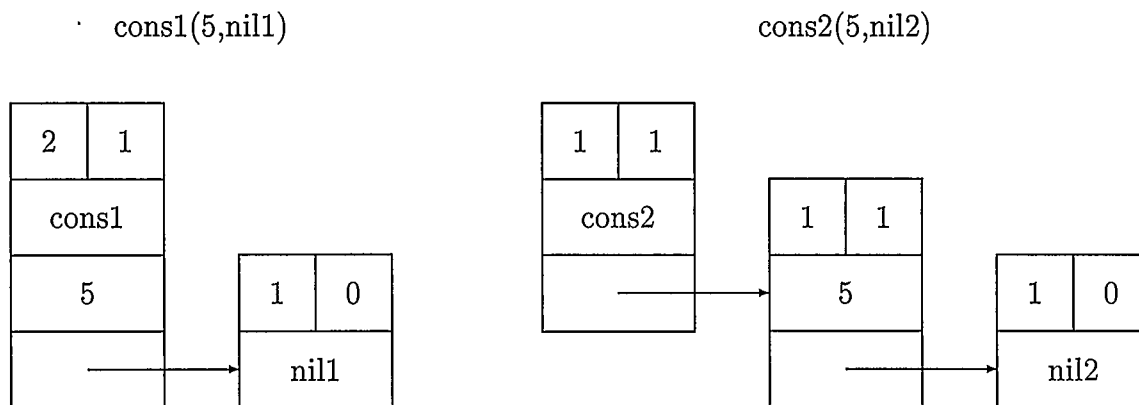 cons1(5,nil1) cons2(5,nil2)
2 1 1 1
cons1 cons2 1 1
5 1 0 5 1 0
nil1 nil2